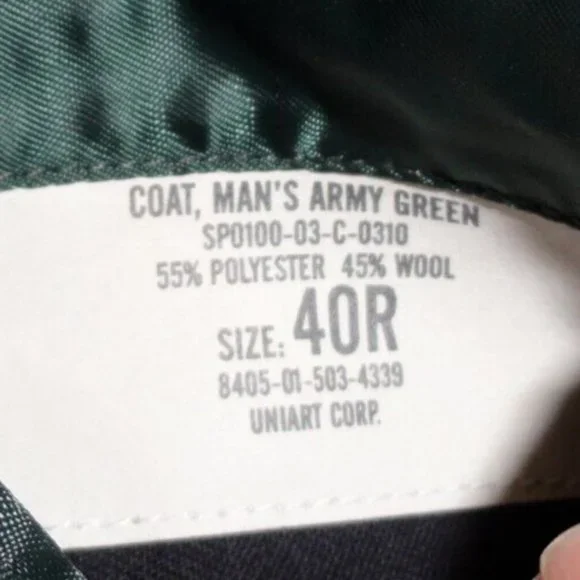 COAT, MAN'S ARMY GREEN
SP0100-03-C-0310
55% POLYESTER 45% WOOL
SIZE: 40R
8405-01-503-4339
UNIART CORP.